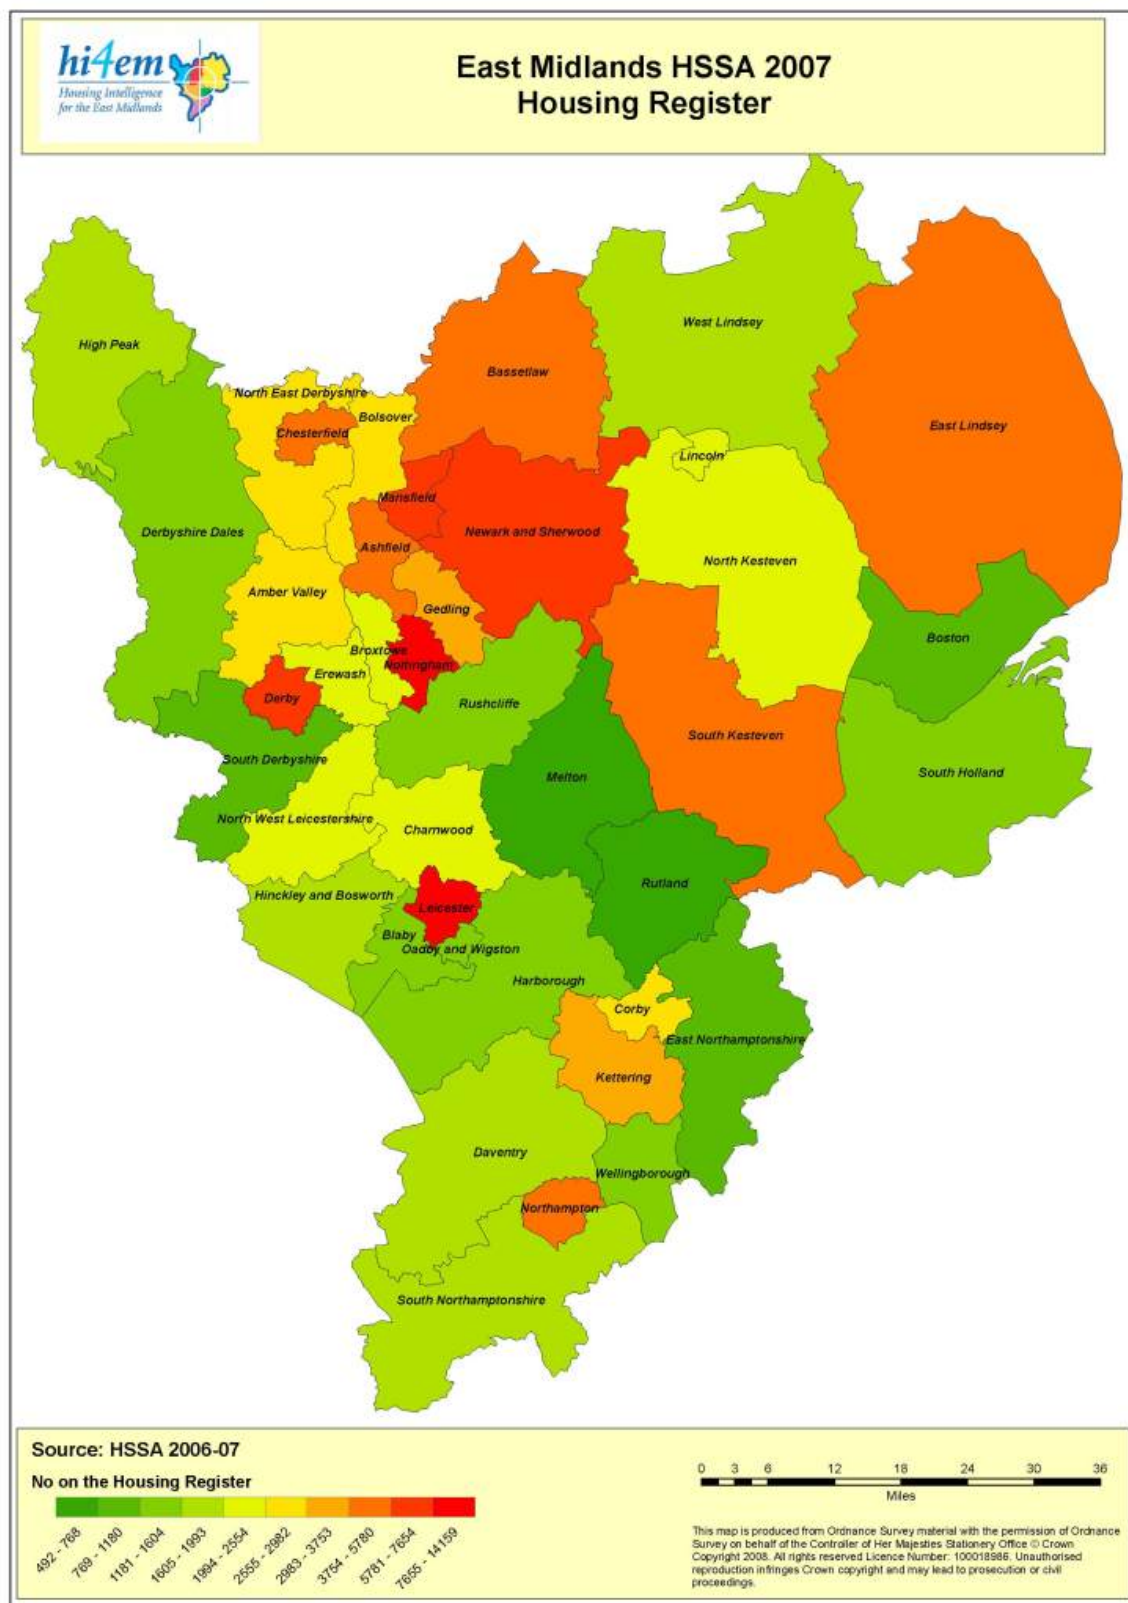 hi4em
Housing Intelligence
for the East Midlands
East Midlands HSSA 2007
Housing Register
High Peak
West Lindsey
Bassetlaw
North East Derbyshire
Bolsover
Chesterfield
East Lindsey
Lincoln
Mansfield
Derbyshire Dales
Newark and Sherwood
Ashfield
North Kesteven
Amber Valley
Gedling
Boston
Broxtowe
Nottingham
Erewash
Derby
Rushcliffe
South Kesteven
South Derbyshire
Melton
South Holland
North West Leicestershire
Charnwood
Rutland
Hinckley and Bosworth
Leicester
Blaby
Oadby and Wigston
Harborough
Corby
East Northamptonshire
Kettering
Daventry
Wellingborough
Northampton
South Northamptonshire
Source: HSSA 2006-07
No on the Housing Register
492 - 768
769 - 1180
1181 - 1604
1605 - 1993
1994 - 2554
2555 - 2982
2983 - 3753
3754 - 5780
5781 - 7654
7655 - 14159
0 3 6 12 18 24 30 36
Miles
This map is produced from Ordnance Survey material with the permission of Ordnance
Survey on behalf of the Controller of Her Majesties Stationery Office © Crown
Copyright 2008. All rights reserved Licence Number: 100018986. Unauthorised
reproduction infringes Crown copyright and may lead to prosecution or civil
proceedings.